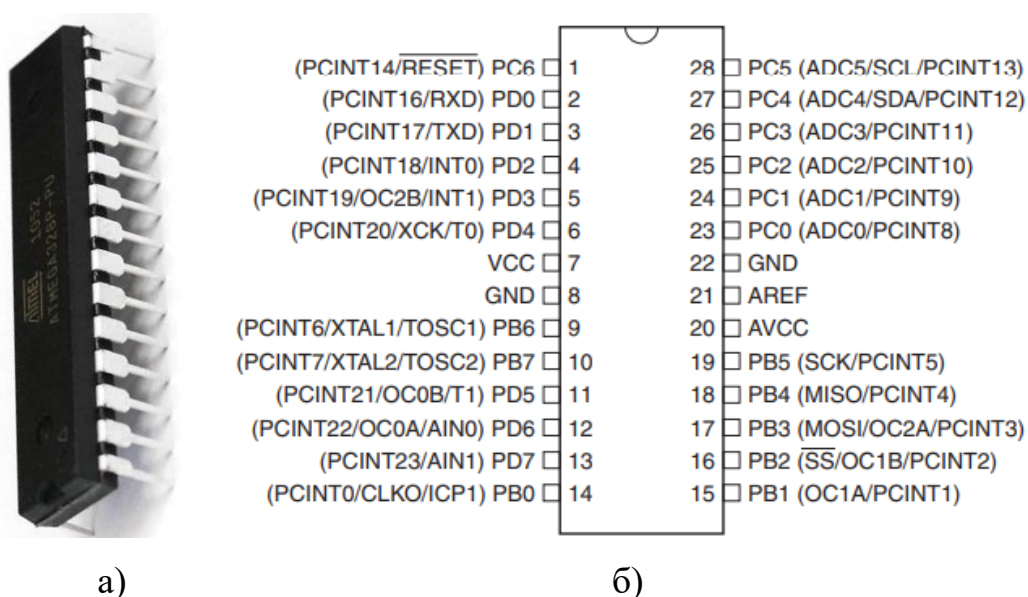 ATMEL 1052
ATMEGA328P-PU
(PCINT14/RESET) PC6 1 28 PC5 (ADC5/SCL/PCINT13)
(PCINT16/RXD) PD0 2 27 PC4 (ADC4/SDA/PCINT12)
(PCINT17/TXD) PD1 3 26 PC3 (ADC3/PCINT11)
(PCINT18/INT0) PD2 4 25 PC2 (ADC2/PCINT10)
(PCINT19/OC2B/INT1) PD3 5 24 PC1 (ADC1/PCINT9)
(PCINT20/XCK/T0) PD4 6 23 PC0 (ADC0/PCINT8)
VCC 7 22 GND
GND 8 21 AREF
(PCINT6/XTAL1/TOSC1) PB6 9 20 AVCC
(PCINT7/XTAL2/TOSC2) PB7 10 19 PB5 (SCK/PCINT5)
(PCINT21/OC0B/T1) PD5 11 18 PB4 (MISO/PCINT4)
(PCINT22/OC0A/AIN0) PD6 12 17 PB3 (MOSI/OC2A/PCINT3)
(PCINT23/AIN1) PD7 13 16 PB2 (SS/OC1B/PCINT2)
(PCINT0/CLKO/ICP1) PB0 14 15 PB1 (OC1A/PCINT1)
а) б)